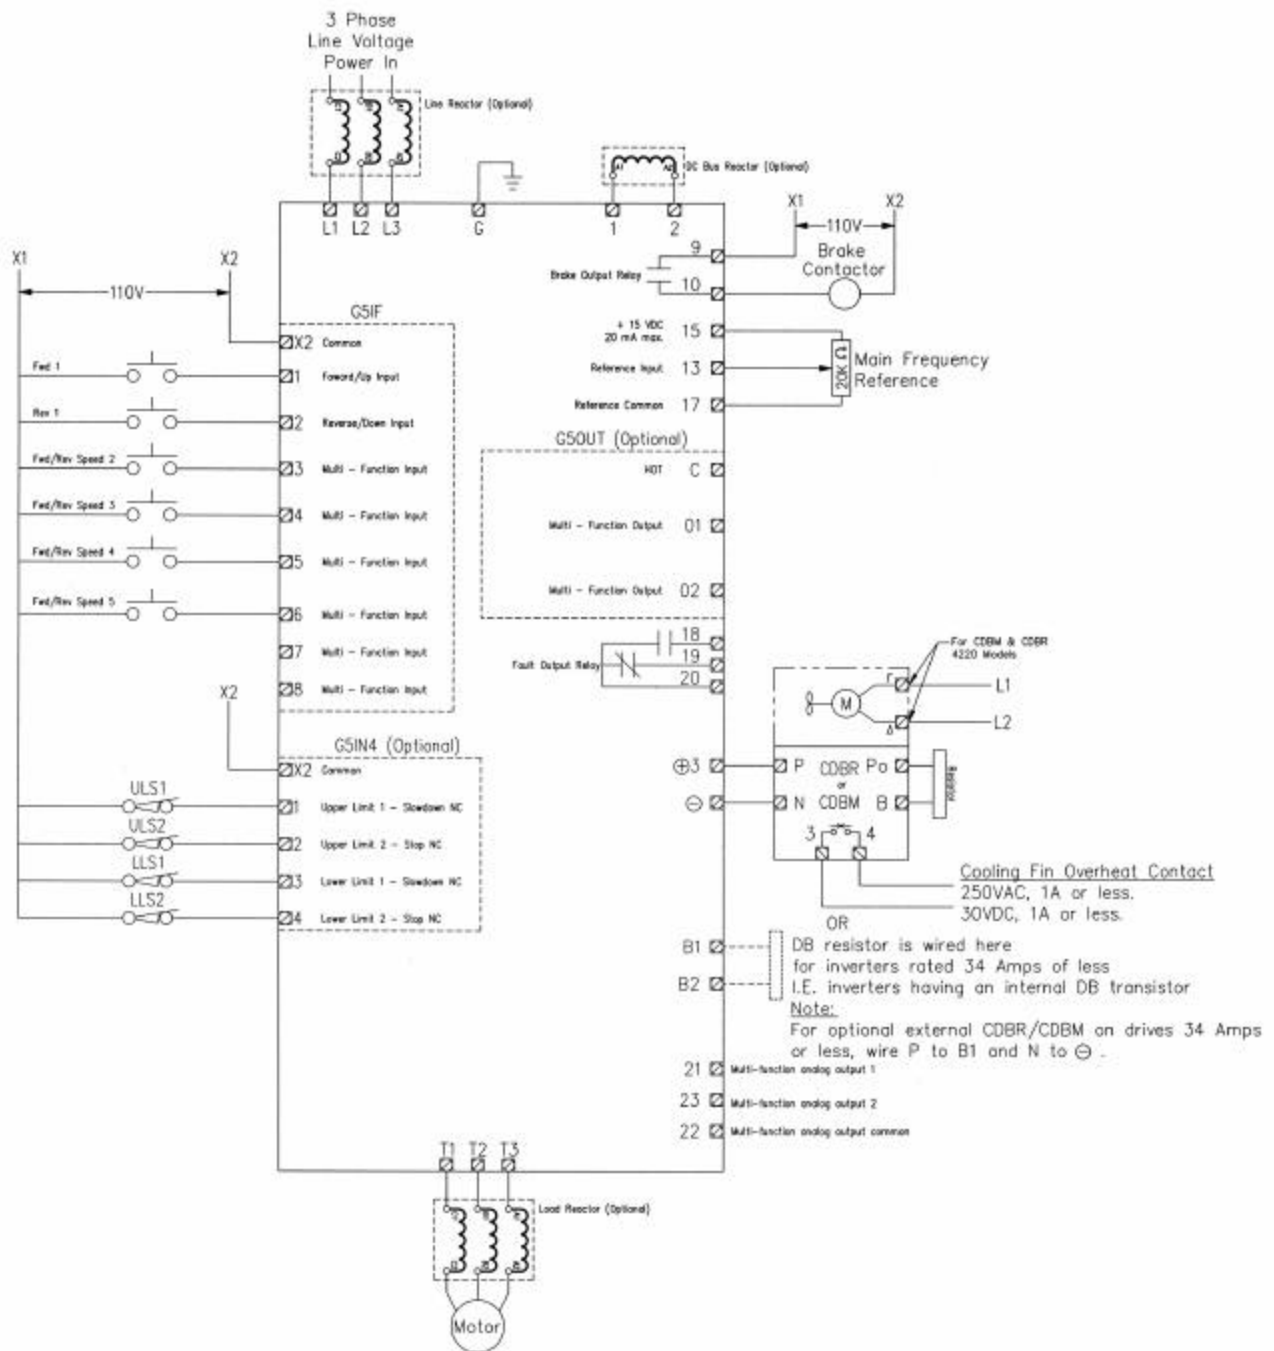 3 Phase
Line Voltage
Power In
Line Reactor (Optional)
DC Bus Reactor (Optional)
A1 A2
L1 L2 L3 G 1 2
X1 X2
110V
Brake
Contactor
9
Brake Output Relay
10
X1 X2
110V
G5IF
X2 Common
Fwd 1
1 Foward/Up Input
Rev 1
2 Reverse/Down Input
Fwd/Rev Speed 2
3 Multi - Function Input
Fwd/Rev Speed 3
4 Multi - Function Input
Fwd/Rev Speed 4
5 Multi - Function Input
Fwd/Rev Speed 5
6 Multi - Function Input
7 Multi - Function Input
8 Multi - Function Input
+ 15 VDC
20 mA max.
15
Reference Input 13
Reference Common 17
20K Ω
Main Frequency
Reference
G5OUT (Optional)
HOT C
Multi - Function Output 01
Multi - Function Output 02
18
Fault Output Relay 19
20
For CDBM & CDBR
4220 Models
M
r L1
Δ L2
X2
G5IN4 (Optional)
X2 Common
ULS1
1 Upper Limit 1 - Slowdown NC
ULS2
2 Upper Limit 2 - Stop NC
LLS1
3 Lower Limit 1 - Slowdown NC
LLS2
4 Lower Limit 2 - Stop NC
⊕3 P CDBR Po
or
⊖ N CDBM B
Resistor
3 4
Cooling Fin Overheat Contact
250VAC, 1A or less.
30VDC, 1A or less.
OR
B1 DB resistor is wired here
for inverters rated 34 Amps of less
B2 I.E. inverters having an internal DB transistor
Note:
For optional external CDBR/CDBM on drives 34 Amps
or less, wire P to B1 and N to ⊖ .
21 Multi-function analog output 1
23 Multi-function analog output 2
22 Multi-function analog output common
T1 T2 T3
Load Reactor (Optional)
Motor